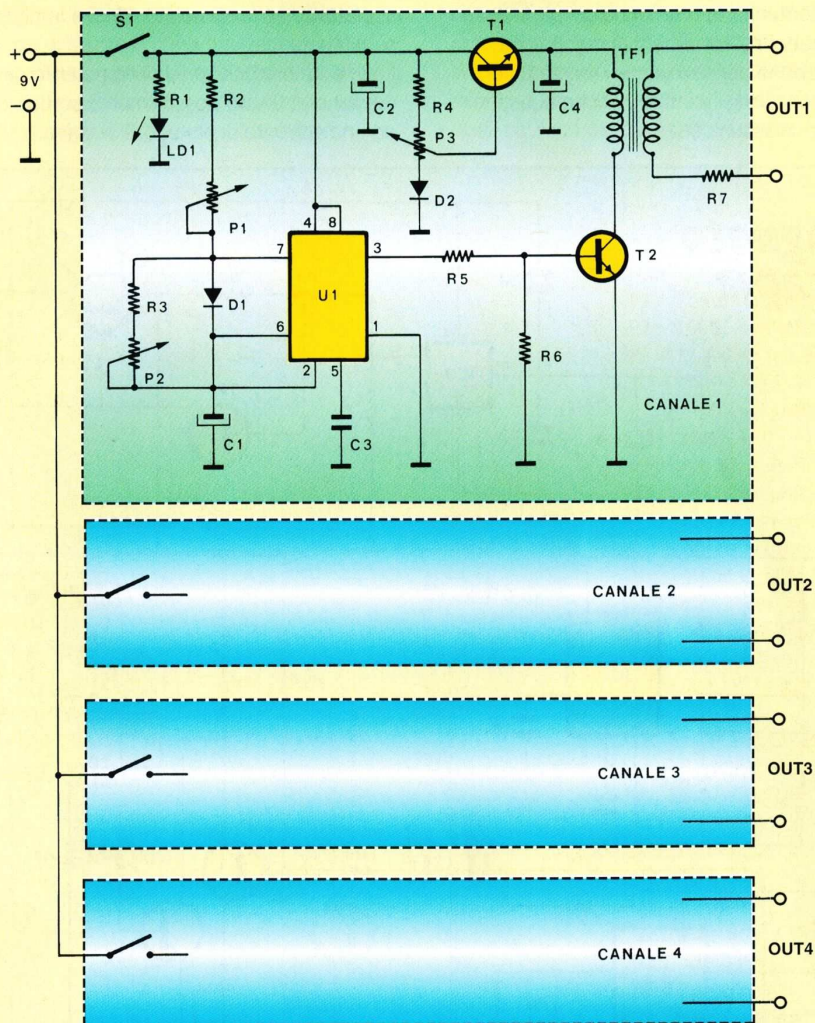 S1
T1
TF1
+
9V
−
R1
R2
C2
R4
C4
OUT1
P3
LD1
D2
R7
P1
4 8
7
3
T2
R3
D1
U1
R5
6
1
R6
P2
2 5
CANALE 1
C1
C3
CANALE 2
OUT2
CANALE 3
OUT3
CANALE 4
OUT4